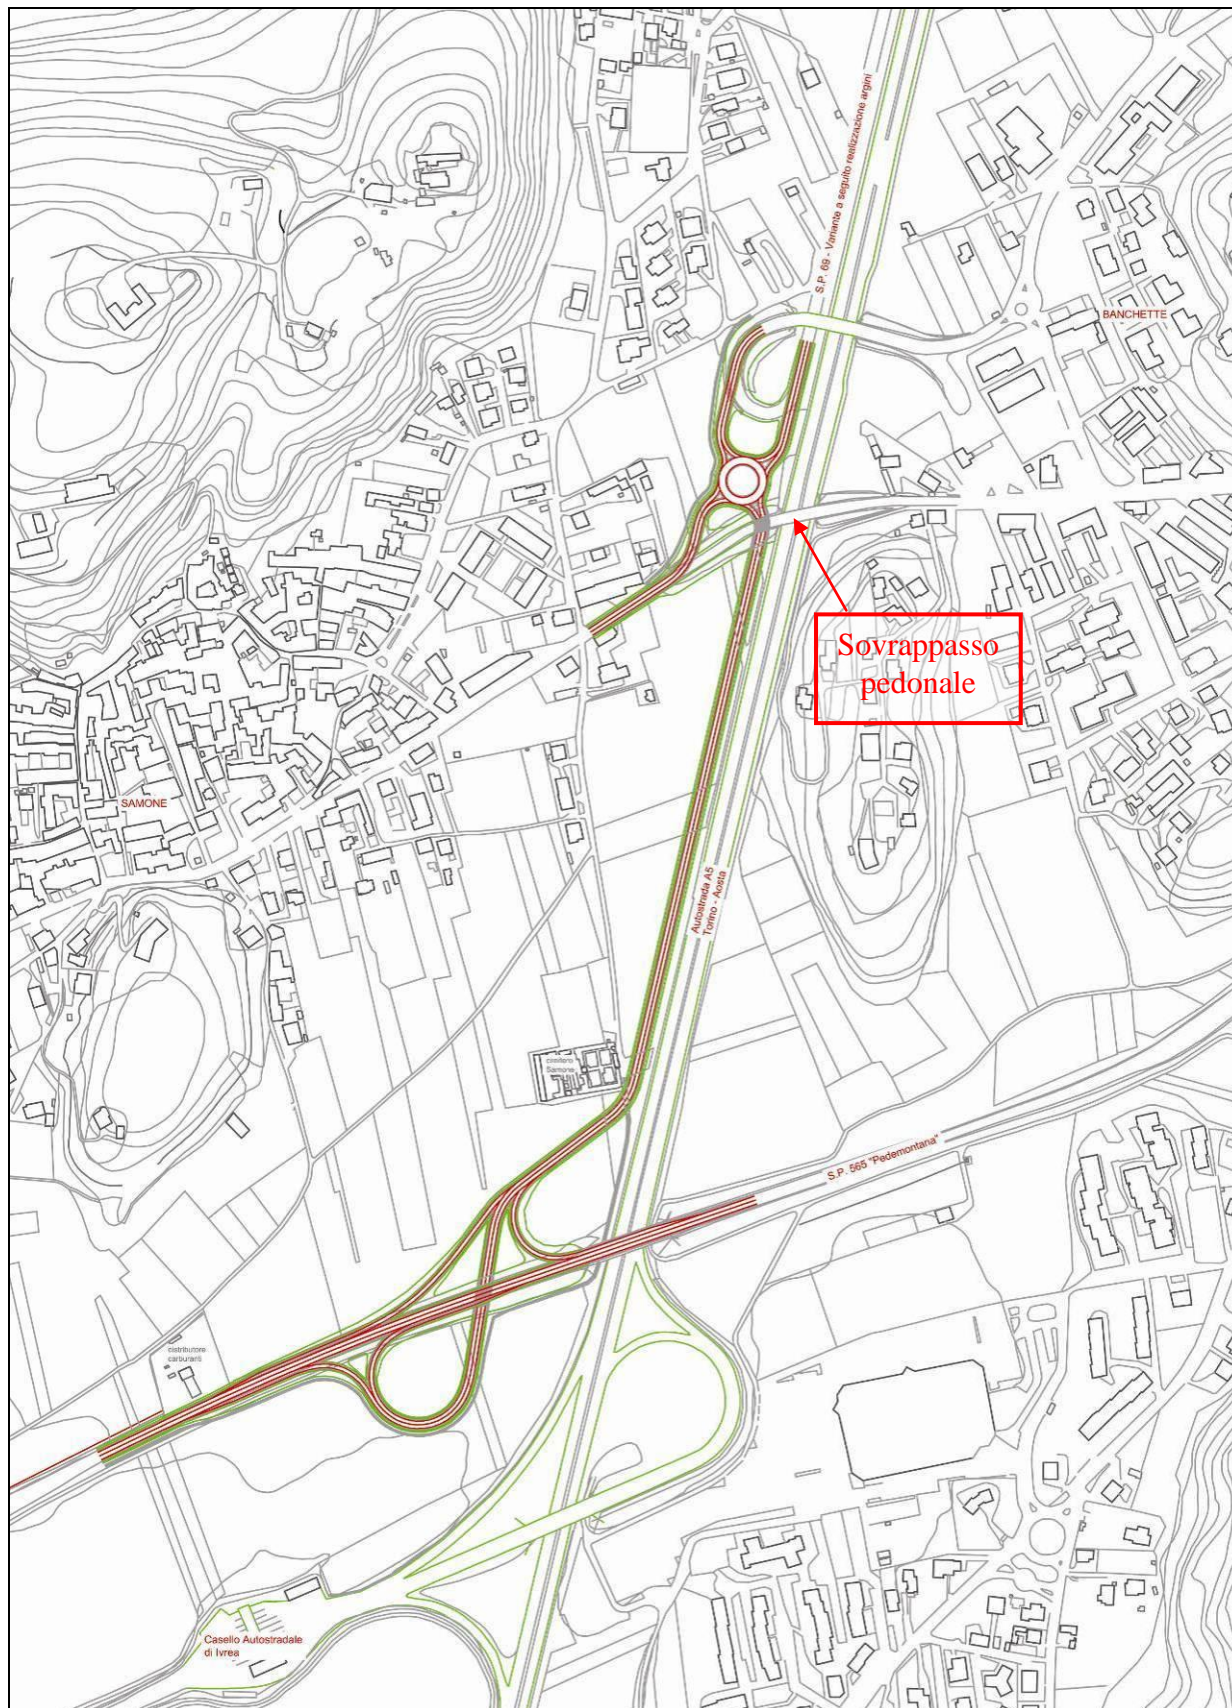 S.P. 69 - Variante a seguito realizzazione argini
BANCHETTE
Sovrappasso
pedonale
SAMONE
Autostrada A5
Torino - Aosta
cimitero
Samone
S.P. 565 "Pedemontana"
distributore
carburanti
Casello Autostradale
di Ivrea